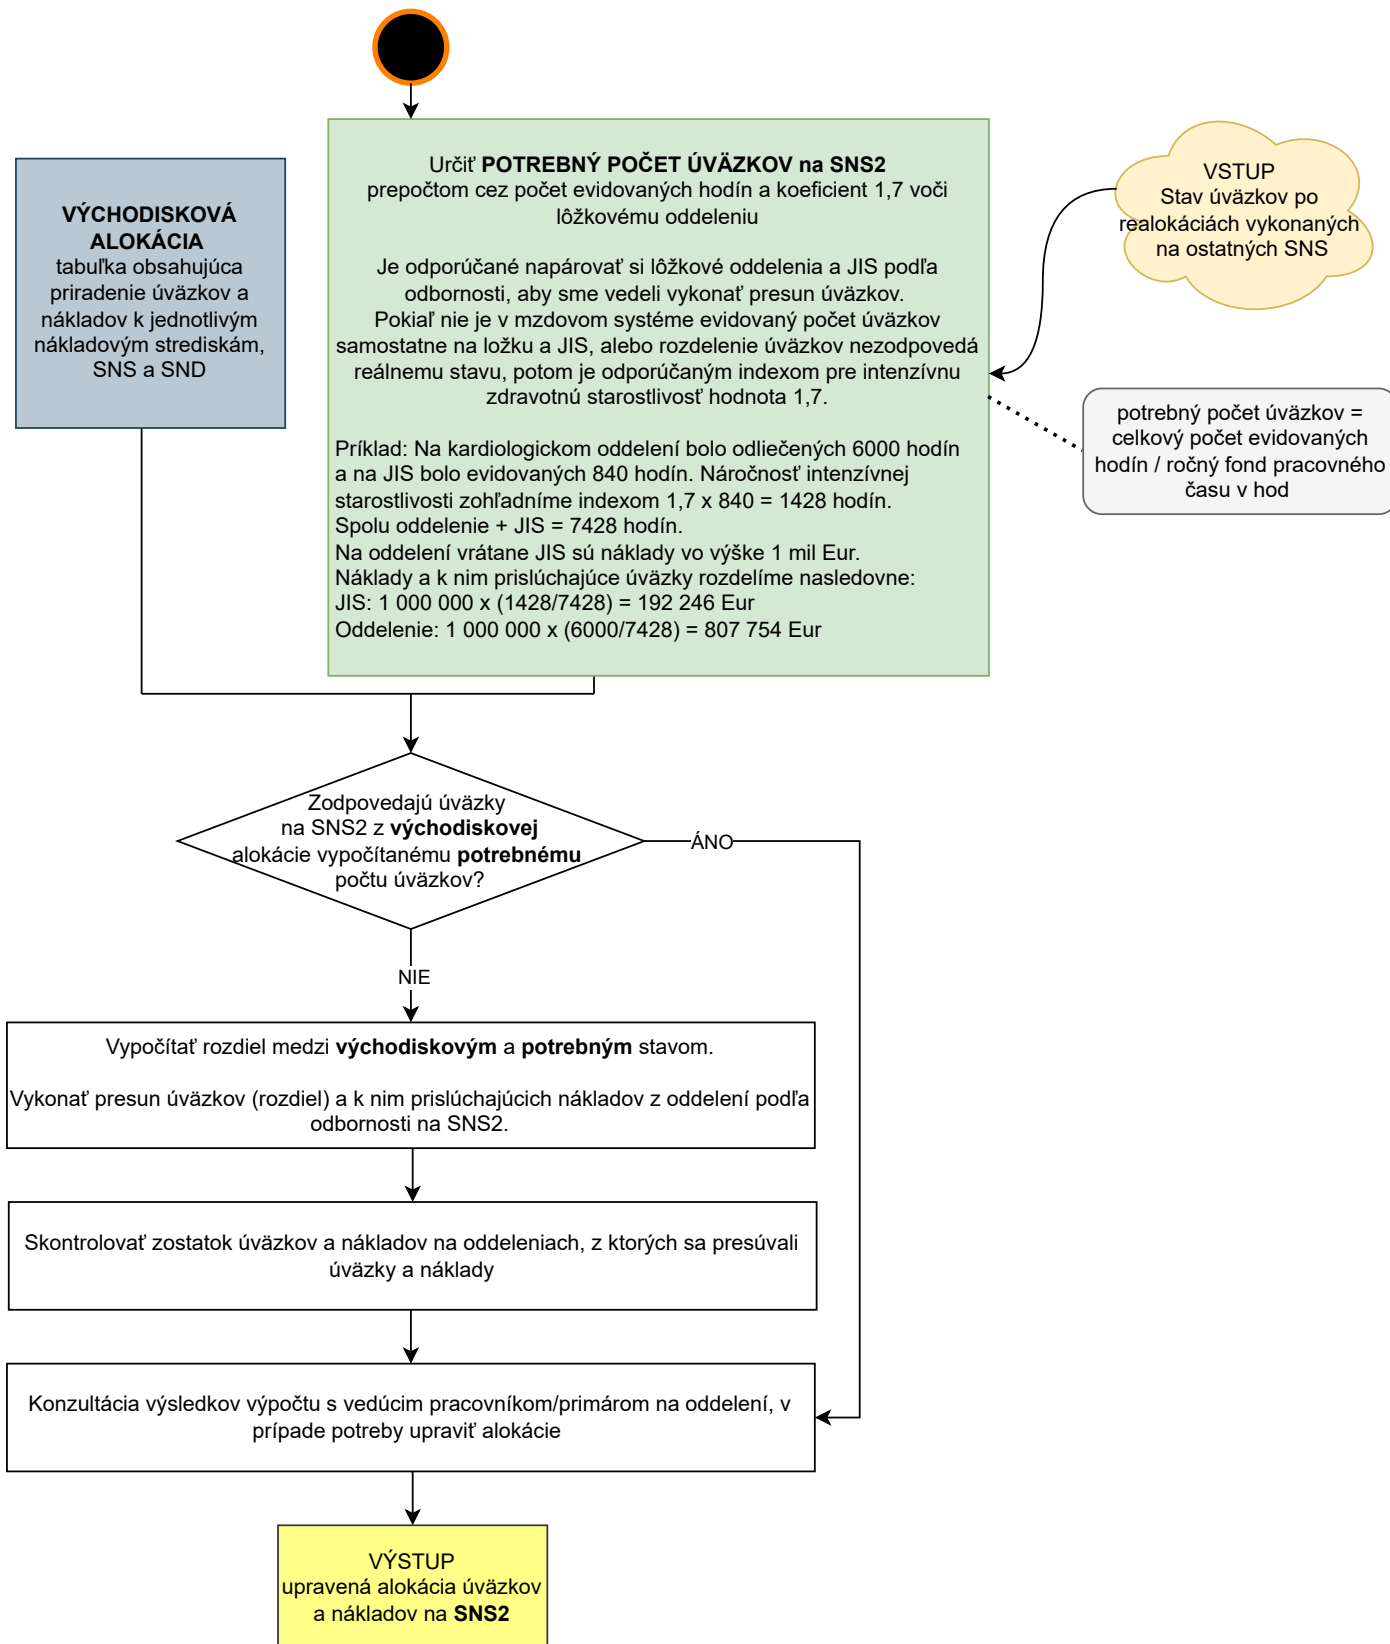 VÝCHODISKOVÁ
ALOKÁCIA
tabuľka obsahujúca
priradenie úväzkov a
nákladov k jednotlivým
nákladovým strediskám,
SNS a SND
Určiť POTREBNÝ POČET ÚVÄZKOV na SNS2
prepočtom cez počet evidovaných hodín a koeficient 1,7 voči
lôžkovému oddeleniu
Je odporúčané napárovať si lôžkové oddelenia a JIS podľa
odbornosti, aby sme vedeli vykonať presun úväzkov.
Pokiaľ nie je v mzdovom systéme evidovaný počet úväzkov
samostatne na ložku a JIS, alebo rozdelenie úväzkov nezodpovedá
reálnemu stavu, potom je odporúčaným indexom pre intenzívnu
zdravotnú starostlivosť hodnota 1,7.
Príklad: Na kardiologickom oddelení bolo odliečených 6000 hodín
a na JIS bolo evidovaných 840 hodín. Náročnosť intenzívnej
starostlivosti zohľadníme indexom 1,7 x 840 = 1428 hodín.
Spolu oddelenie + JIS = 7428 hodín.
Na oddelení vrátane JIS sú náklady vo výške 1 mil Eur.
Náklady a k nim prislúchajúce úväzky rozdelíme nasledovne:
JIS: 1 000 000 x (1428/7428) = 192 246 Eur
Oddelenie: 1 000 000 x (6000/7428) = 807 754 Eur
VSTUP
Stav úväzkov po
realokáciách vykonaných
na ostatných SNS
potrebný počet úväzkov =
celkový počet evidovaných
hodín / ročný fond pracovného
času v hod
Zodpovedajú úväzky
na SNS2 z východiskovej
alokácie vypočítanému potrebnému
počtu úväzkov?
ÁNO
NIE
Vypočítať rozdiel medzi východiskovým a potrebným stavom.
Vykonať presun úväzkov (rozdiel) a k nim prislúchajúcich nákladov z oddelení podľa
odbornosti na SNS2.
Skontrolovať zostatok úväzkov a nákladov na oddeleniach, z ktorých sa presúvali
úväzky a náklady
Konzultácia výsledkov výpočtu s vedúcim pracovníkom/primárom na oddelení, v
prípade potreby upraviť alokácie
VÝSTUP
upravená alokácia úväzkov
a nákladov na SNS2